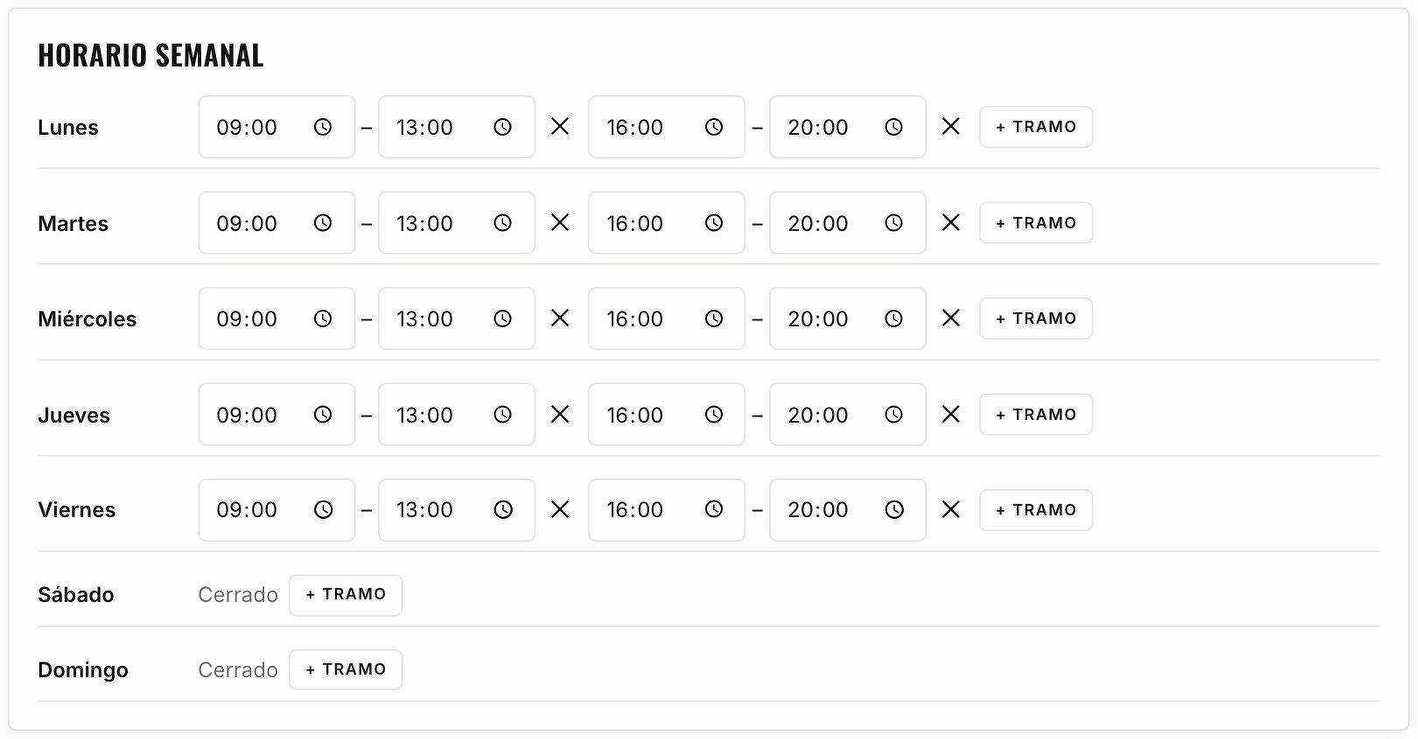 HORARIO SEMANAL
Lunes 09:00 – 13:00 16:00 – 20:00 + TRAMO
Martes 09:00 – 13:00 16:00 – 20:00 + TRAMO
Miércoles 09:00 – 13:00 16:00 – 20:00 + TRAMO
Jueves 09:00 – 13:00 16:00 – 20:00 + TRAMO
Viernes 09:00 – 13:00 16:00 – 20:00 + TRAMO
Sábado Cerrado + TRAMO
Domingo Cerrado + TRAMO